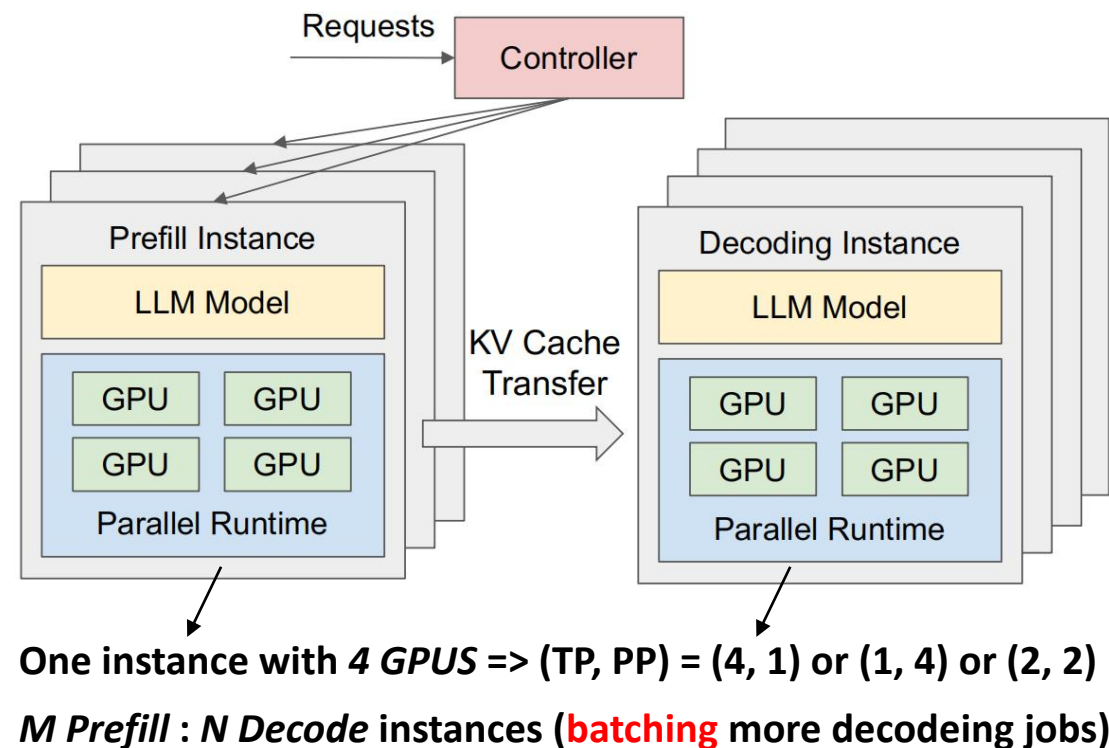 Requests
Controller
Prefill Instance
LLM Model
GPU GPU
GPU GPU
Parallel Runtime
KV Cache
Transfer
Decoding Instance
LLM Model
GPU GPU
GPU GPU
Parallel Runtime
One instance with 4 GPUS => (TP, PP) = (4, 1) or (1, 4) or (2, 2)
M Prefill : N Decode instances (batching more decodeing jobs)